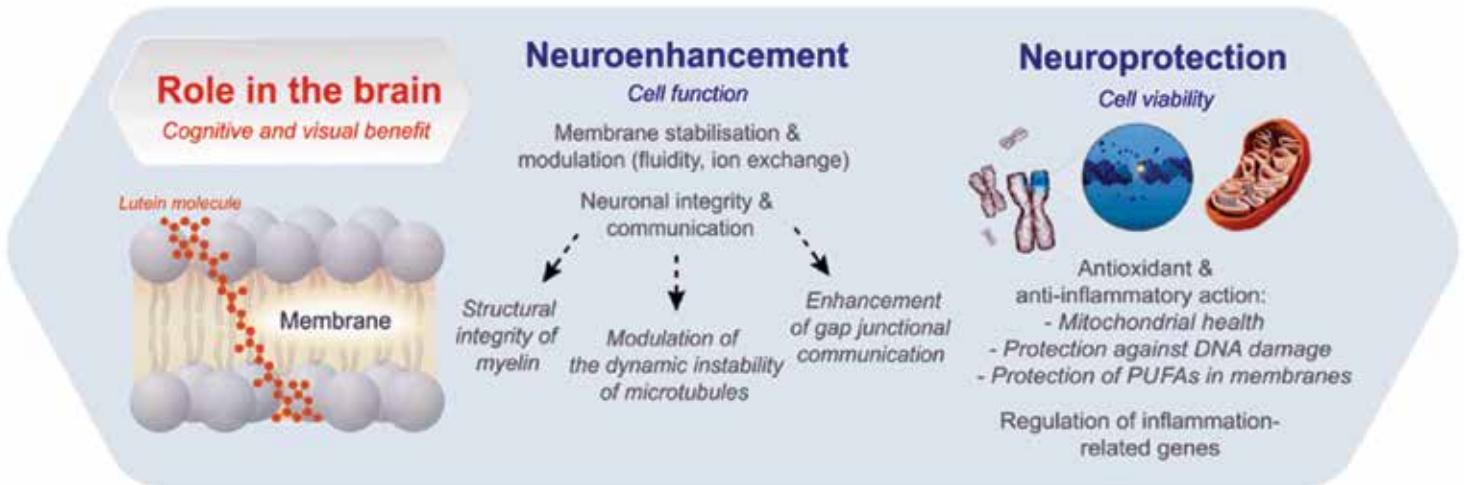 Role in the brain
Cognitive and visual benefit
Lutein molecule
Membrane
Neuroenhancement
Cell function
Membrane stabilisation &
modulation (fluidity, ion exchange)
Neuronal integrity &
communication
Structural
integrity of
myelin
Modulation of
the dynamic instability
of microtubules
Enhancement
of gap junctional
communication
Neuroprotection
Cell viability
Antioxidant &
anti-inflammatory action:
- Mitochondrial health
- Protection against DNA damage
- Protection of PUFAs in membranes
Regulation of inflammation-
related genes